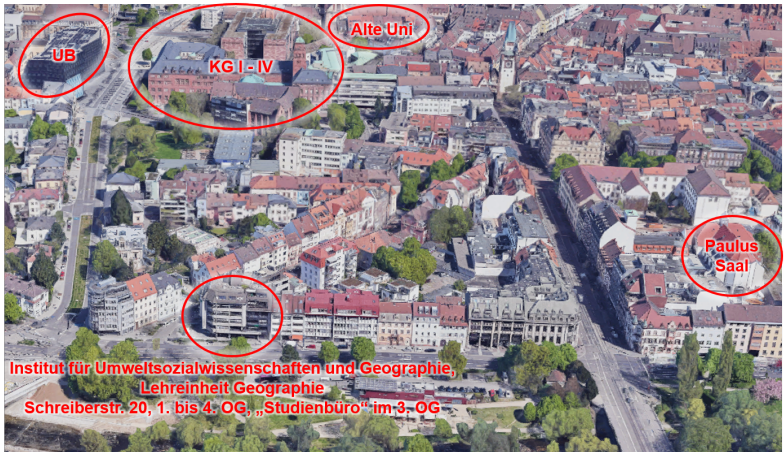 Alte Uni
UB
KG I - IV
Paulus
Saal
Institut für Umweltsozialwissenschaften und Geographie,
Lehreinheit Geographie
Schreiberstr. 20, 1. bis 4. OG, „Studienbüro“ im 3. OG